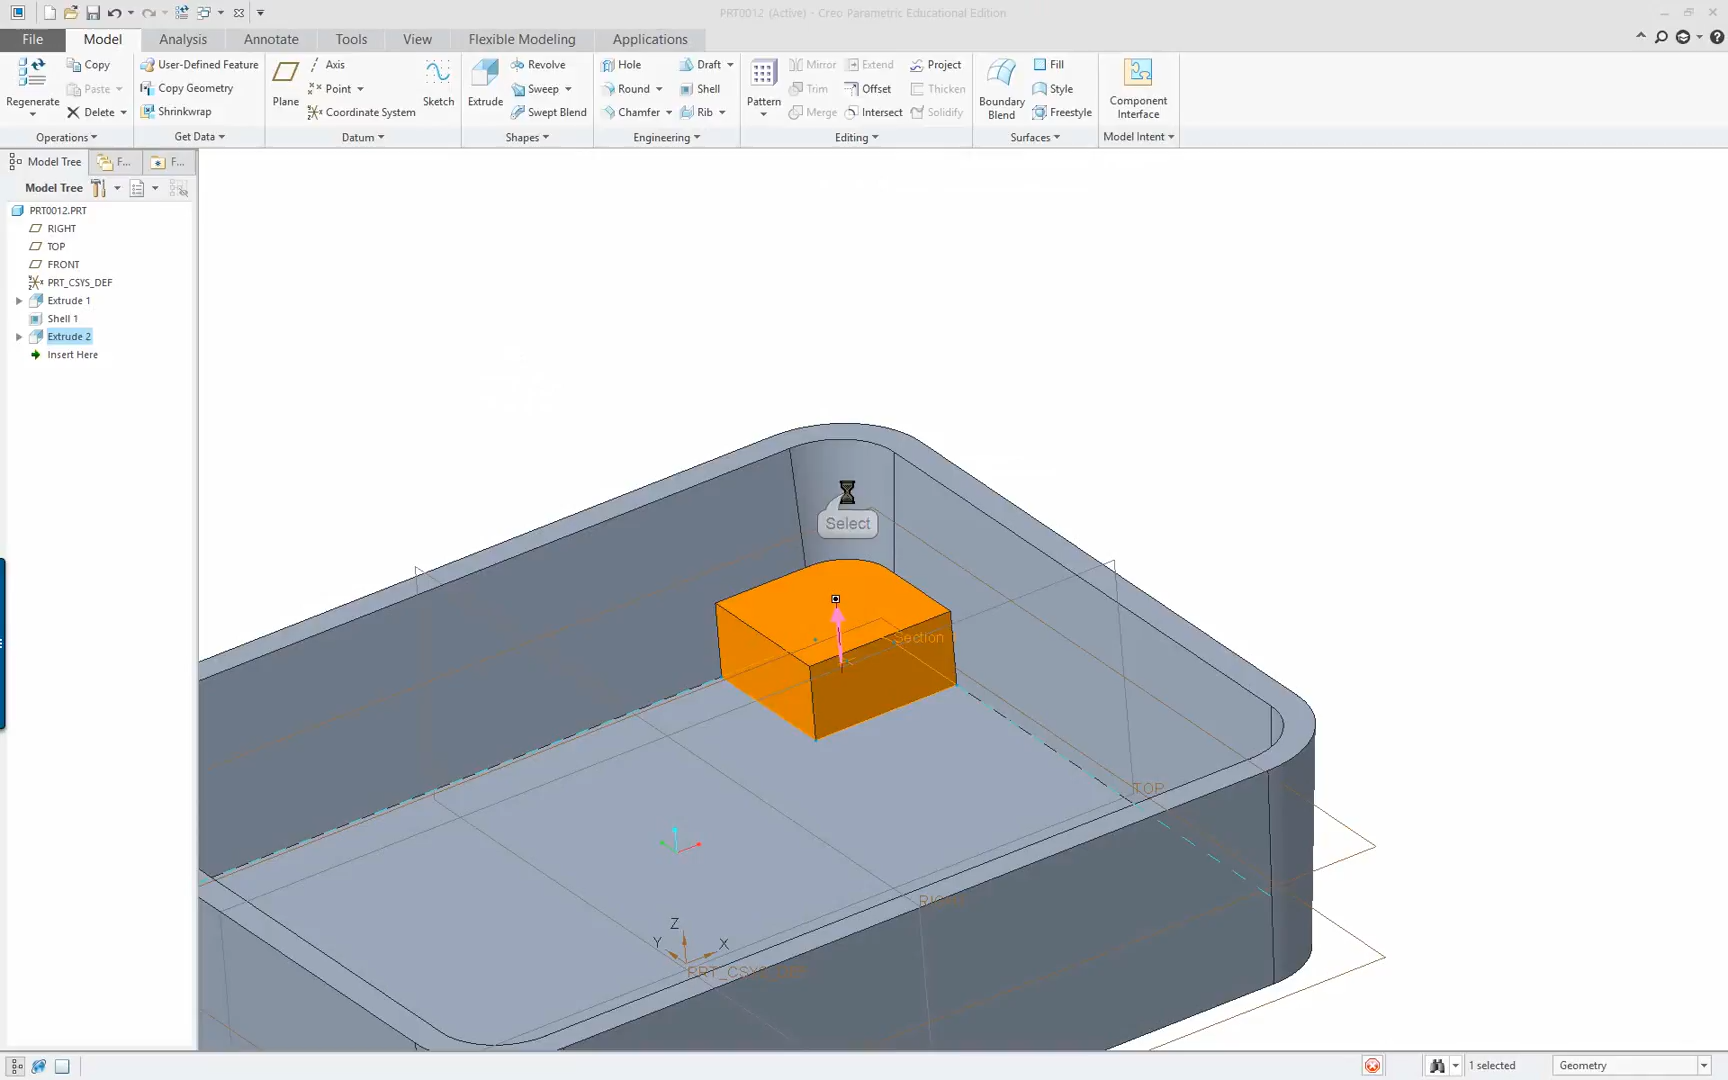 PRT0012 (Active) - Creo Parametric Educational Edition
File Model Analysis Annotate Tools View Flexible Modeling Applications
Regenerate
Copy
Paste
Delete
Operations
User-Defined Feature
Copy Geometry
Shrinkwrap
Get Data
Plane
Axis
Point
Coordinate System
Sketch
Datum
Extrude
Revolve
Sweep
Swept Blend
Shapes
Hole
Round
Chamfer
Draft
Shell
Rib
Engineering
Pattern
Mirror
Trim
Merge
Extend
Offset
Intersect
Project
Thicken
Solidify
Editing
Boundary
Blend
Fill
Style
Freestyle
Surfaces
Component
Interface
Model Intent
Model Tree F... F...
Model Tree
PRT0012.PRT
RIGHT
TOP
FRONT
PRT_CSYS_DEF
Extrude 1
Shell 1
Extrude 2
Insert Here
Select
Section
TOP
Z
Y
X
1 selected
Geometry